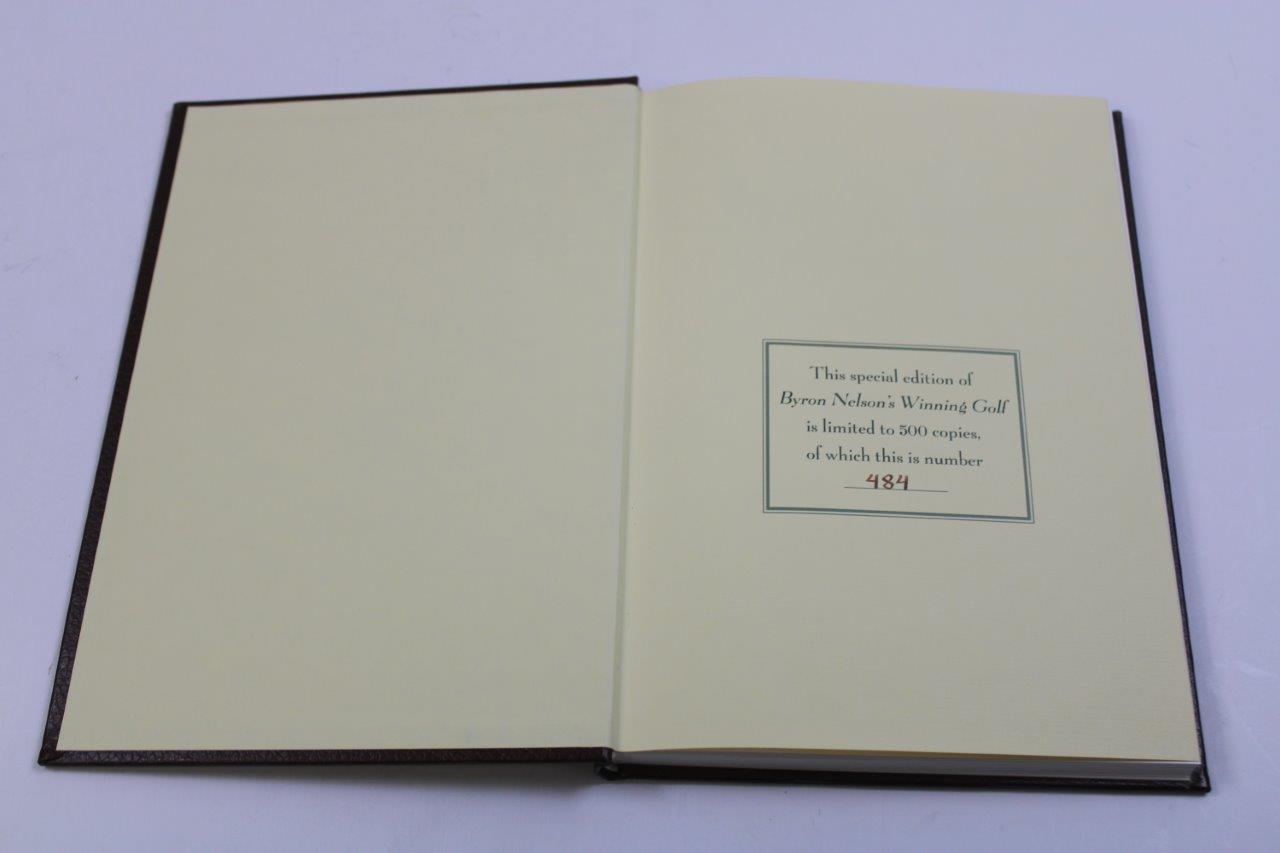 This special edition of
Byron Nelson's Winning Golf
is limited to 500 copies,
of which this is number
484